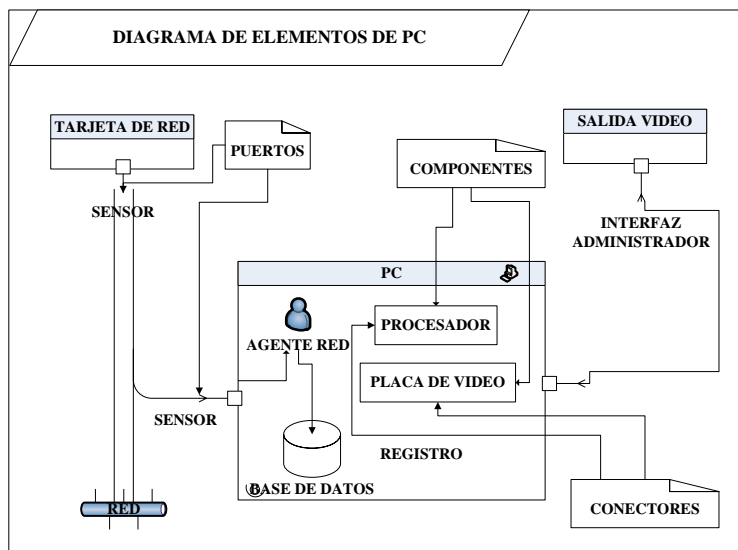 DIAGRAMA DE ELEMENTOS DE PC
TARJETA DE RED
PUERTOS
SALIDA VIDEO
COMPONENTES
SENSOR
INTERFAZ
ADMINISTRADOR
PC
PROCESADOR
AGENTE RED
PLACA DE VIDEO
SENSOR
REGISTRO
BASE DE DATOS
RED
CONECTORES